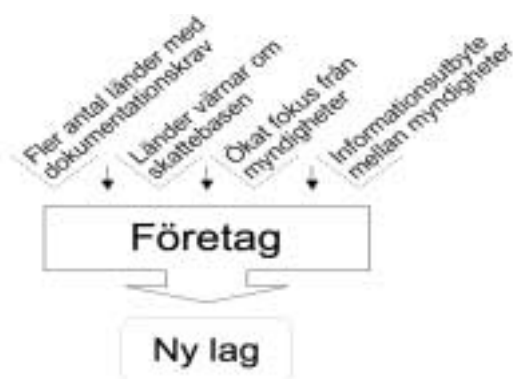 Fler antal länder med
dokumentationskrav
Länder värnar om
skattebasen
Ökat fokus från
myndigheter
Informationsutbyte
mellan myndigheter
Företag
Ny lag